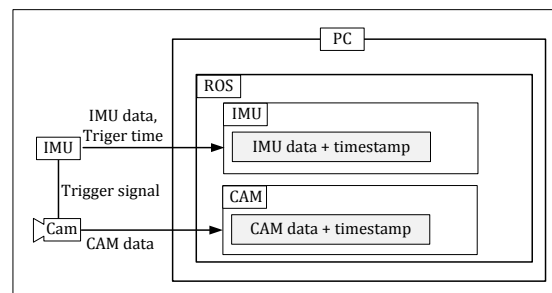 PC
ROS
IMU data,
Triger time
IMU
IMU data + timestamp
IMU
Trigger signal
CAM
CAM data + timestamp
Cam
CAM data